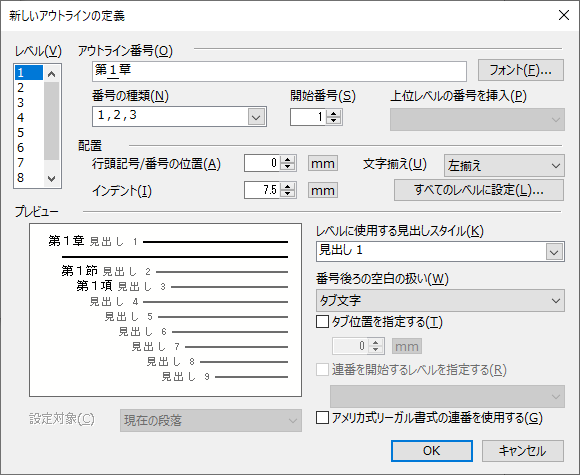 新しいアウトラインの定義
レベル(V)
1
2
3
4
5
6
7
8
アウトライン番号(O)
第1章
フォント(F)...
番号の種類(N)
1,2,3
開始番号(S)
1
上位レベルの番号を挿入(P)
配置
行頭記号/番号の位置(A)
0
mm
文字揃え(U)
左揃え
インデント(I)
7.5
mm
すべてのレベルに設定(L)...
プレビュー
第1章 見出し 1
第1節 見出し 2
第1項 見出し 3
見出し 4
見出し 5
見出し 6
見出し 7
見出し 8
見出し 9
設定対象(C)
現在の段落
レベルに使用する見出しスタイル(K)
見出し 1
番号後ろの空白の扱い(W)
タブ文字
タブ位置を指定する(T)
0
mm
連番を開始するレベルを指定する(R)
アメリカ式リーガル書式の連番を使用する(G)
OK
キャンセル